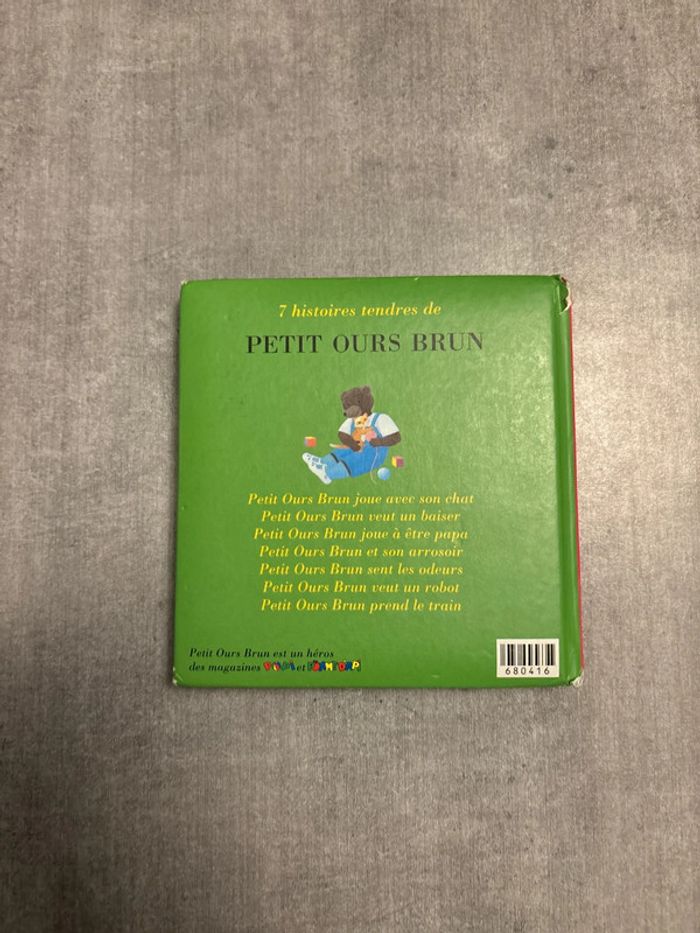 7 histoires tendres de
PETIT OURS BRUN
Petit Ours Brun joue avec son chat
Petit Ours Brun veut un baiser
Petit Ours Brun joue à être papa
Petit Ours Brun et son arrosoir
Petit Ours Brun sent les odeurs
Petit Ours Brun veut un robot
Petit Ours Brun prend le train
Petit Ours Brun est un héros
des magazines et
680416